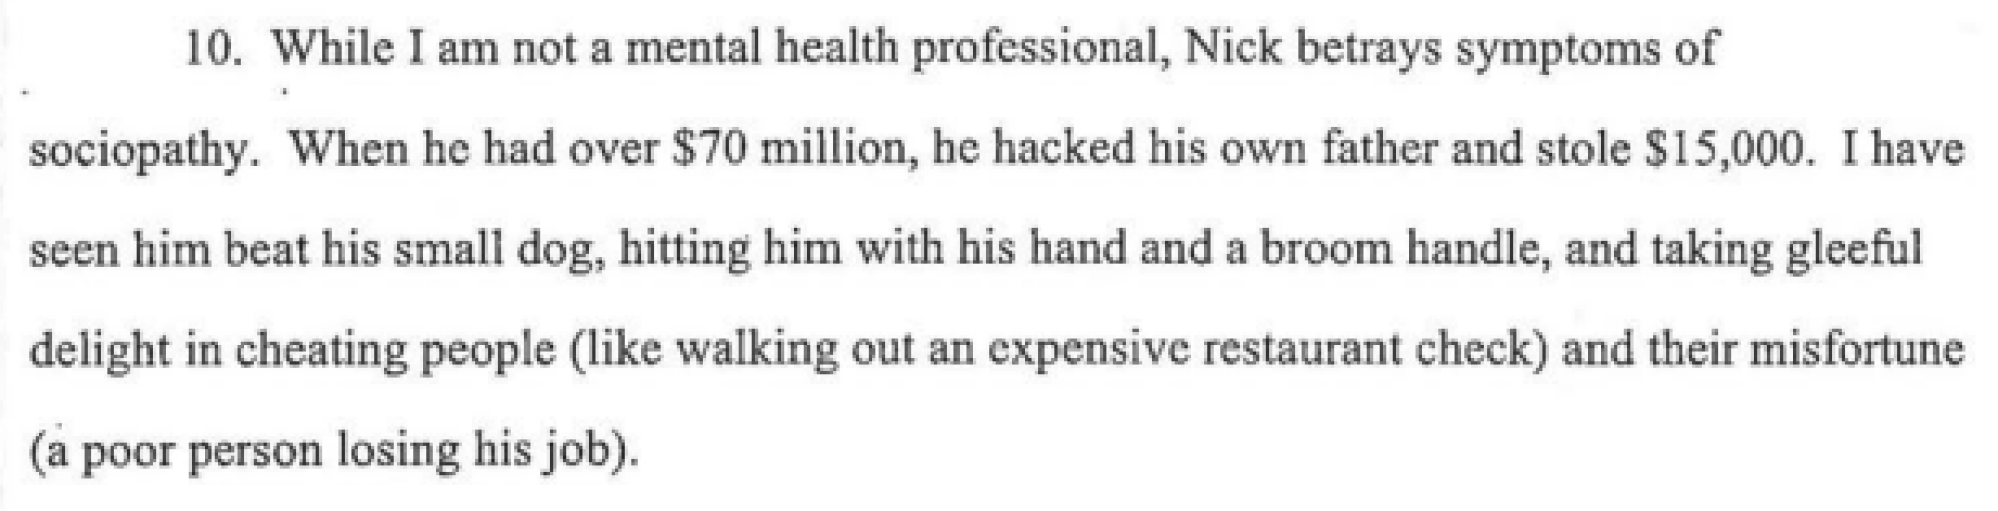 10. While I am not a mental health professional, Nick betrays symptoms of
sociopathy. When he had over $70 million, he hacked his own father and stole $15,000. I have
seen him beat his small dog, hitting him with his hand and a broom handle, and taking gleeful
delight in cheating people (like walking out an expensive restaurant check) and their misfortune
(a poor person losing his job).